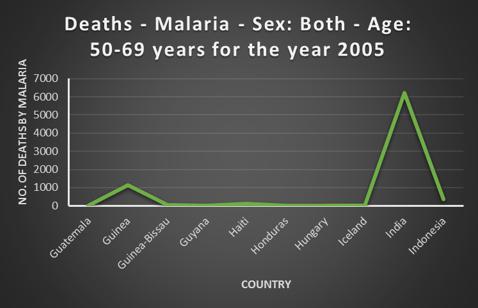 Deaths - Malaria - Sex: Both - Age:
50-69 years for the year 2005
NO. OF DEATHS BY MALARIA
7000
6000
5000
4000
3000
2000
1000
0
Guatemala
Guinea
Guinea-Bissau
Guyana
Haiti
Honduras
Hungary
Iceland
India
Indonesia
COUNTRY